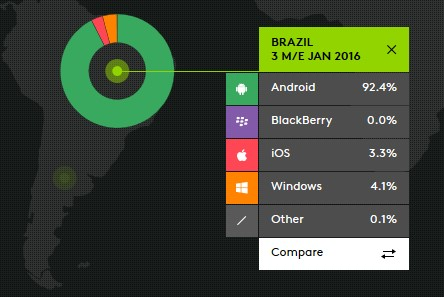 BRAZIL
3 M/E JAN 2016
Android 92.4%
BlackBerry 0.0%
iOS 3.3%
Windows 4.1%
Other 0.1%
Compare